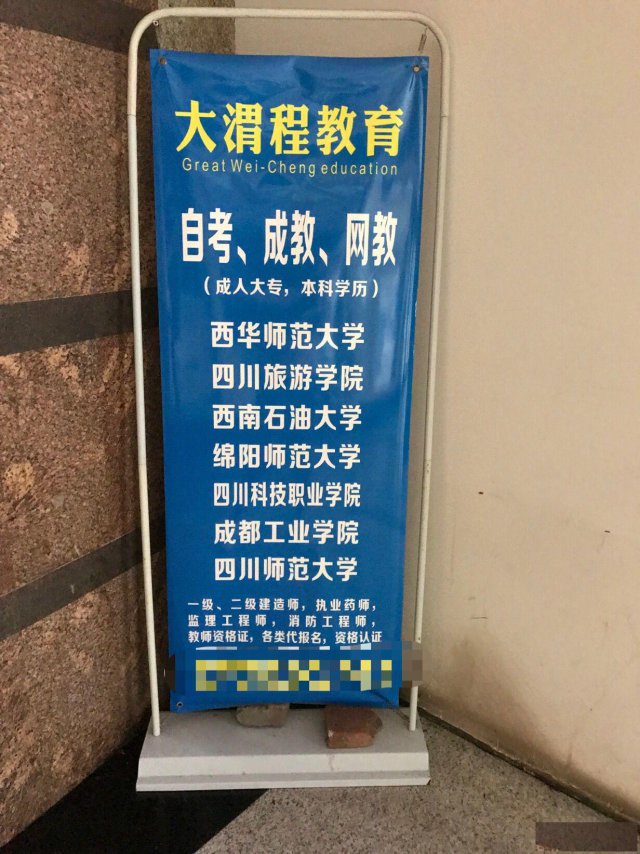 大渭程教育
Great Wei-Cheng education
自考、成教、网教
（成人大专，本科学历）
西华师范大学
四川旅游学院
西南石油大学
绵阳师范大学
四川科技职业学院
成都工业学院
四川师范大学
一级、二级建造师，执业药师，
监理工程师，消防工程师，
教师资格证，各类代报名，资格认证